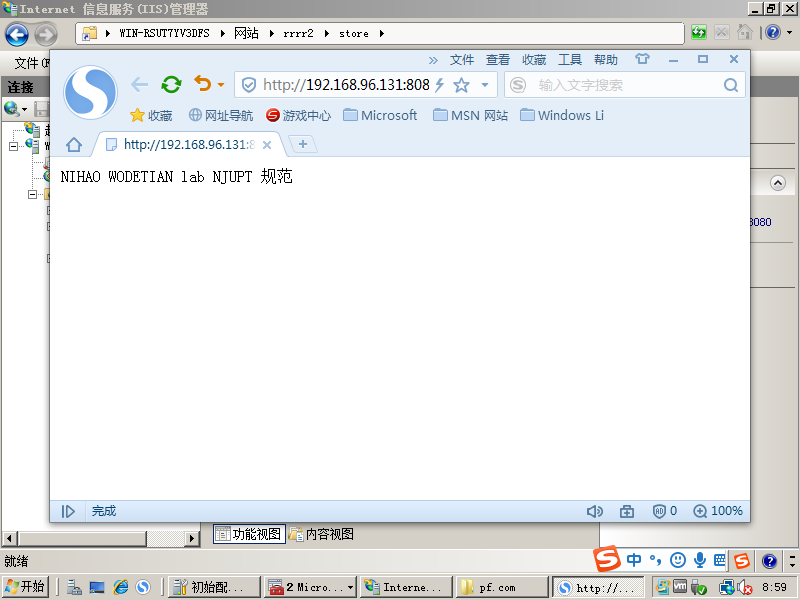 Internet 信息服务(IIS)管理器
WIN-RSUT7YV3DFS 网站 rrrr2 store
文件(F
连接
文件 查看 收藏 工具 帮助
http://192.168.96.131:808
输入文字搜索
收藏 网址导航 游戏中心 Microsoft MSN 网站 Windows Li
http://192.168.96.131:8
NIHAO WODETIAN lab NJUPT 规范
8080
完成
0 100%
功能视图 内容视图
就绪
中
开始 初始配... 2 Micro... Interne... pf.com http://... 8:59